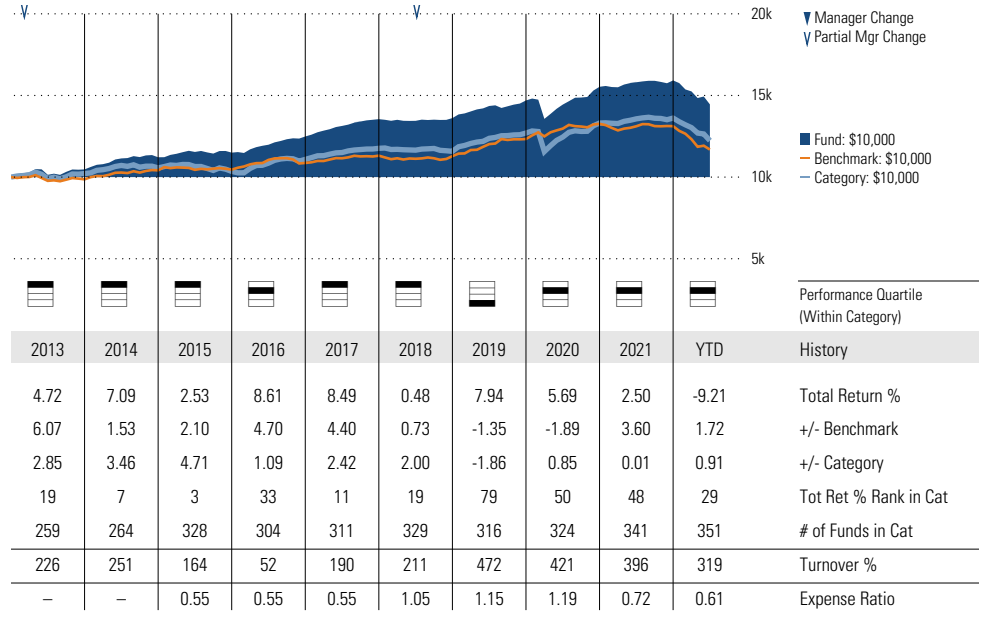 20k
15k
10k
5k
Manager Change
Partial Mgr Change
Fund: $10,000
Benchmark: $10,000
Category: $10,000
Performance Quartile
(Within Category)
2013 2014 2015 2016 2017 2018 2019 2020 2021 YTD History
4.72 7.09 2.53 8.61 8.49 0.48 7.94 5.69 2.50 -9.21 Total Return %
6.07 1.53 2.10 4.70 4.40 0.73 -1.35 -1.89 3.60 1.72 +/- Benchmark
2.85 3.46 4.71 1.09 2.42 2.00 -1.86 0.85 0.01 0.91 +/- Category
19 7 3 33 11 19 79 50 48 29 Tot Ret % Rank in Cat
259 264 328 304 311 329 316 324 341 351 # of Funds in Cat
226 251 164 52 190 211 472 421 396 319 Turnover %
– – 0.55 0.55 0.55 1.05 1.15 1.19 0.72 0.61 Expense Ratio